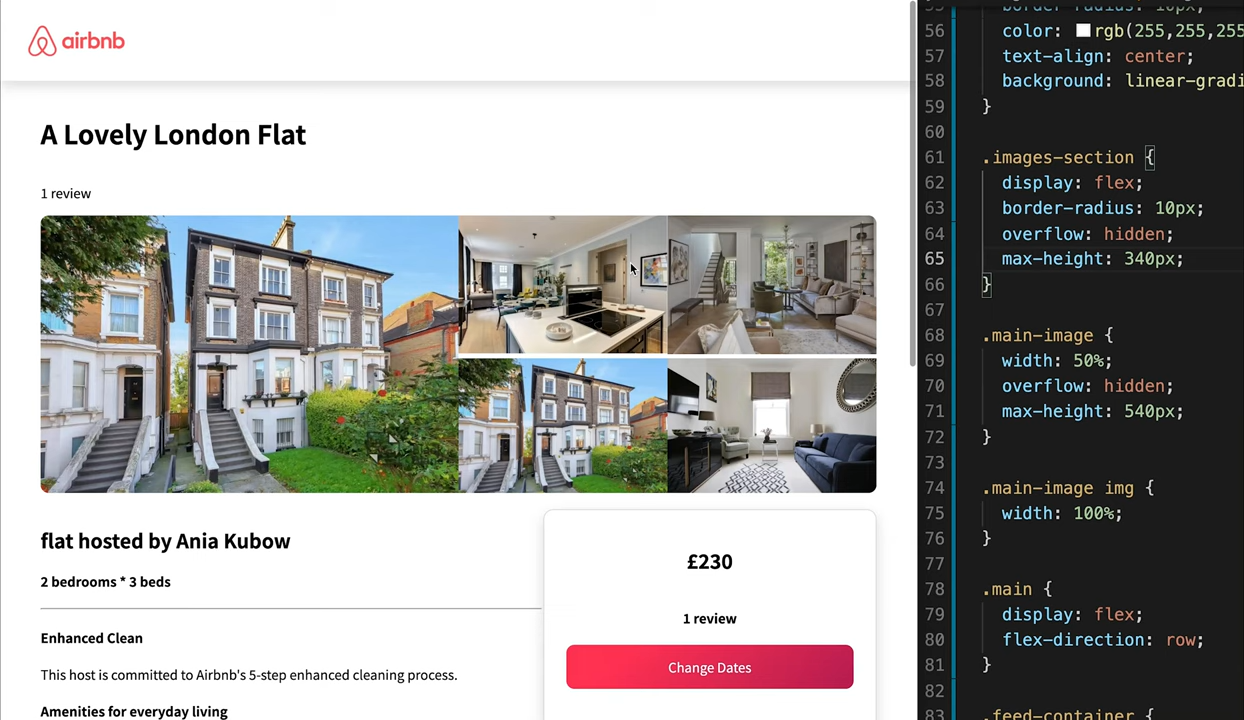 airbnb
A Lovely London Flat
1 review
flat hosted by Ania Kubow
2 bedrooms * 3 beds
Enhanced Clean
This host is committed to Airbnb's 5-step enhanced cleaning process.
Amenities for everyday living
£230
1 review
Change Dates
55 border-radius: 10px;
56 color: rgb(255,255,255
57 text-align: center;
58 background: linear-gradi
59 }
60
61 .images-section {
62 display: flex;
63 border-radius: 10px;
64 overflow: hidden;
65 max-height: 340px;
66 }
67
68 .main-image {
69 width: 50%;
70 overflow: hidden;
71 max-height: 540px;
72 }
73
74 .main-image img {
75 width: 100%;
76 }
77
78 .main {
79 display: flex;
80 flex-direction: row;
81 }
82
83 .feed-container {